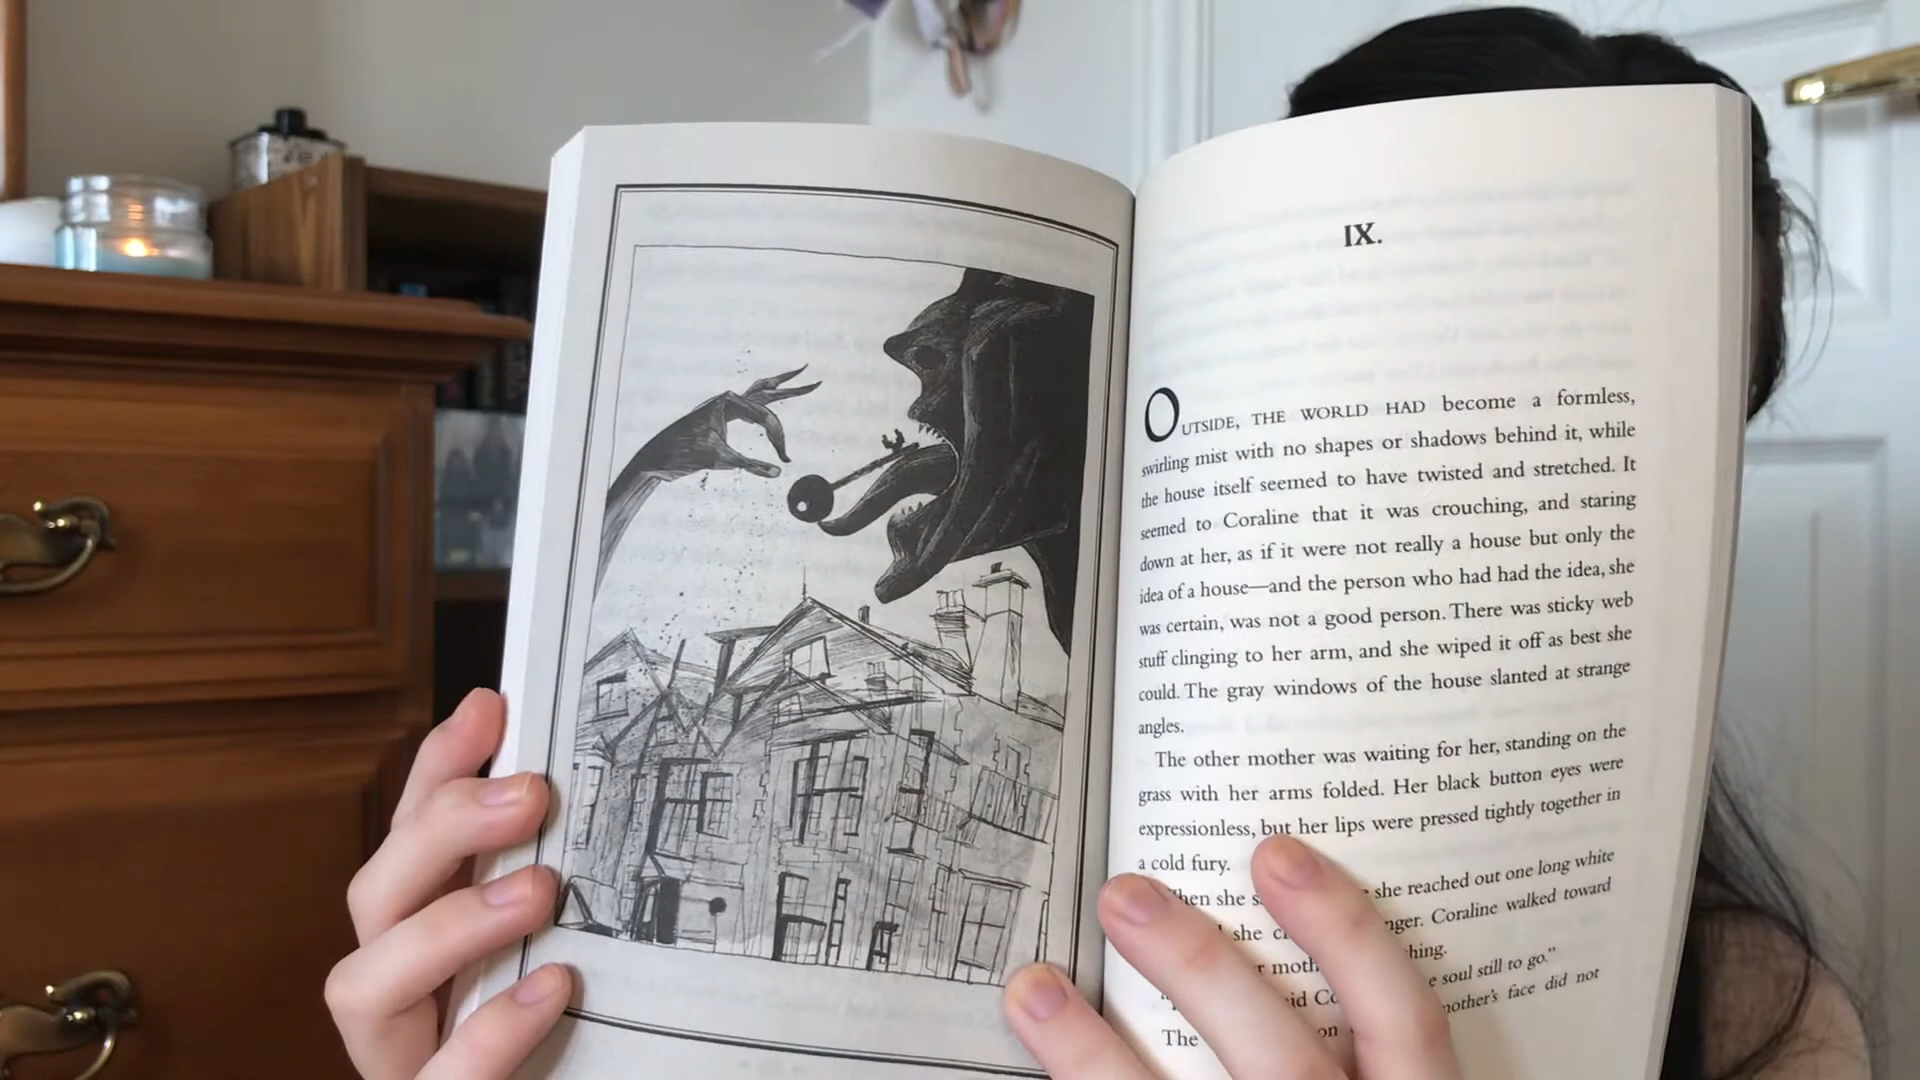 IX.
OUTSIDE, THE WORLD HAD become a formless,
swirling mist with no shapes or shadows behind it, while
the house itself seemed to have twisted and stretched. It
seemed to Coraline that it was crouching, and staring
down at her, as if it were not really a house but only the
idea of a house—and the person who had had the idea, she
was certain, was not a good person. There was sticky web
stuff clinging to her arm, and she wiped it off as best she
could. The gray windows of the house slanted at strange
angles.
The other mother was waiting for her, standing on the
grass with her arms folded. Her black button eyes were
expressionless, but her lips were pressed tightly together in
a cold fury.
she she reached out one long white
she Coraline walked toward
soul still to go.”
mother’s face did not
The on